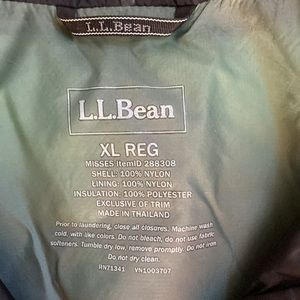 L.L.Bean
L.L.Bean
XL REG
MISSES ItemID 288308
SHELL: 100% NYLON
LINING: 100% NYLON
INSULATION: 100% POLYESTER
EXCLUSIVE OF TRIM
MADE IN THAILAND
Prior to laundering, close all closures. Machine wash
cold, with like colors. Do not bleach, do not use fabric
softeners. Tumble dry low, remove promptly. Do not iron
Do not dry clean.
RN71341 VN1003707